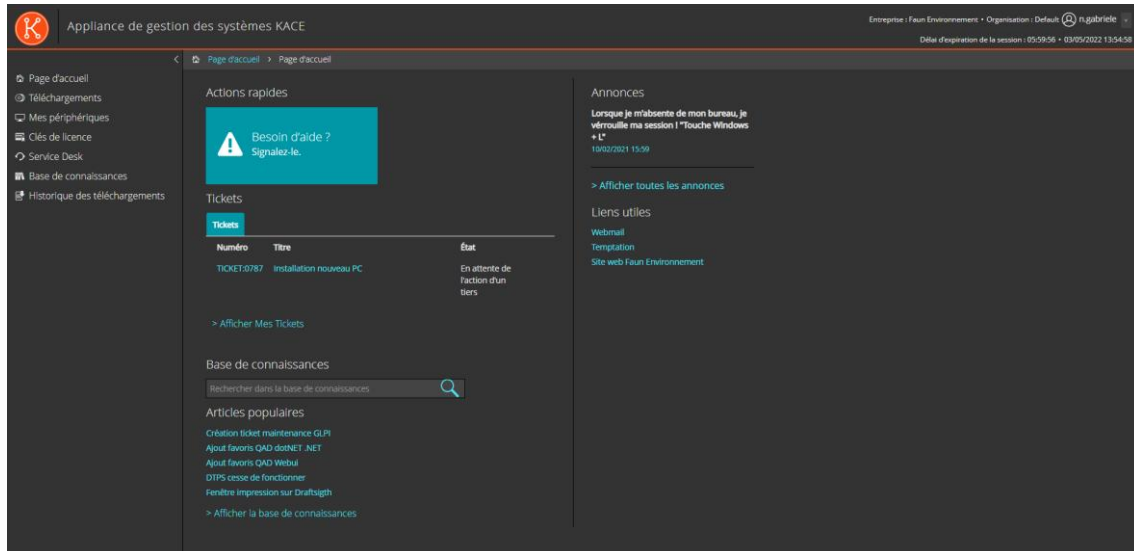 Appliance de gestion des systèmes KACE
Entreprise : Faun Environnement • Organisation : Default n.gabriele
Délai d'expiration de la session : 05:59:56 • 03/05/2022 13:54:58
Page d'accueil › Page d'accueil
Page d'accueil
Téléchargements
Mes périphériques
Clés de licence
Service Desk
Base de connaissances
Historique des téléchargements
Actions rapides
Besoin d'aide ?
Signalez-le.
Tickets
Tickets
Numéro Titre État
TICKET:0787 Installation nouveau PC En attente de
l'action d'un
tiers
> Afficher Mes Tickets
Base de connaissances
Rechercher dans la base de connaissances
Articles populaires
Création ticket maintenance GLPI
Ajout favoris QAD dotNET .NET
Ajout favoris QAD Webui
DTPS cesse de fonctionner
Fenêtre impression sur Draftsigth
> Afficher la base de connaissances
Annonces
Lorsque je m'absente de mon bureau, je
vérrouille ma session ! "Touche Windows
+ L"
10/02/2021 15:59
> Afficher toutes les annonces
Liens utiles
Webmail
Temptation
Site web Faun Environnement